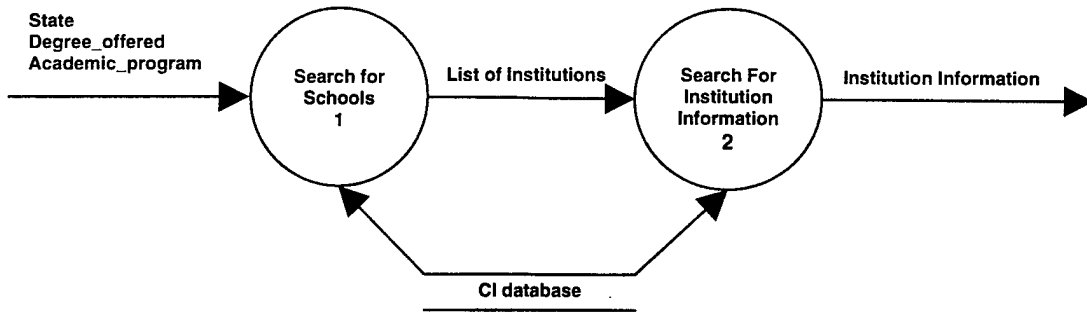 State
Degree_offered
Academic_program
Search for
Schools
1
List of Institutions
Search For
Institution
Information
2
Institution Information
CI database